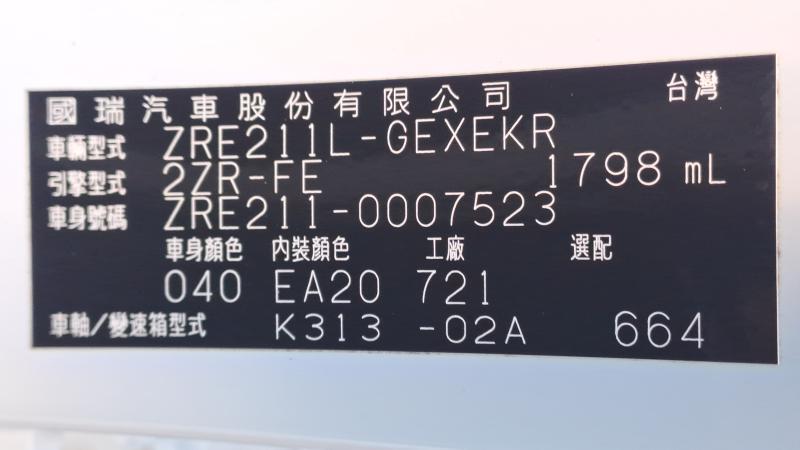 國瑞汽車股份有限公司 台灣
車輛型式 ZRE211L-GEXEKR
引擎型式 2ZR-FE 1798 mL
車身號碼 ZRE211-0007523
車身顏色 內裝顏色 工廠 選配
040 EA20 721
車軸/變速箱型式 K313 -02A 664